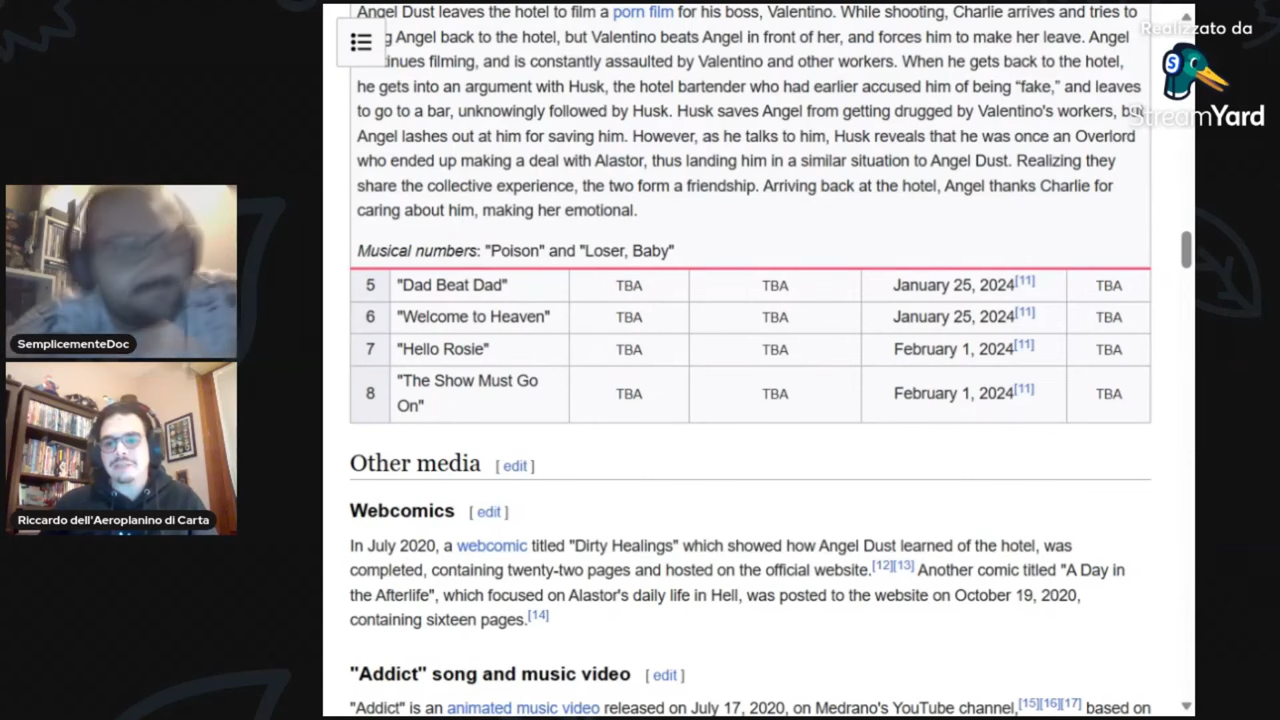 Angel Dust leaves the hotel to film a porn film for his boss, Valentino. While shooting, Charlie arrives and tries to
g Angel back to the hotel, but Valentino beats Angel in front of her, and forces him to make her leave. Angel
tinues filming, and is constantly assaulted by Valentino and other workers. When he gets back to the hotel,
he gets into an argument with Husk, the hotel bartender who had earlier accused him of being “fake,” and leaves
to go to a bar, unknowingly followed by Husk. Husk saves Angel from getting drugged by Valentino's workers, but
Angel lashes out at him for saving him. However, as he talks to him, Husk reveals that he was once an Overlord
who ended up making a deal with Alastor, thus landing him in a similar situation to Angel Dust. Realizing they
share the collective experience, the two form a friendship. Arriving back at the hotel, Angel thanks Charlie for
caring about him, making her emotional.
Musical numbers: "Poison" and "Loser, Baby"
5 "Dad Beat Dad" TBA TBA January 25, 2024[11] TBA
6 "Welcome to Heaven" TBA TBA January 25, 2024[11] TBA
7 "Hello Rosie" TBA TBA February 1, 2024[11] TBA
8 "The Show Must Go
On" TBA TBA February 1, 2024[11] TBA
Other media [ edit ]
Webcomics [ edit ]
In July 2020, a webcomic titled "Dirty Healings" which showed how Angel Dust learned of the hotel, was
completed, containing twenty-two pages and hosted on the official website.[12][13] Another comic titled "A Day in
the Afterlife", which focused on Alastor's daily life in Hell, was posted to the website on October 19, 2020,
containing sixteen pages.[14]
"Addict" song and music video [ edit ]
"Addict" is an animated music video released on July 17, 2020, on Medrano's YouTube channel,[15][16][17] based on
SemplicementeDoc
Riccardo dell'Aeroplanino di Carta
Realizzato da
S
StreamYard